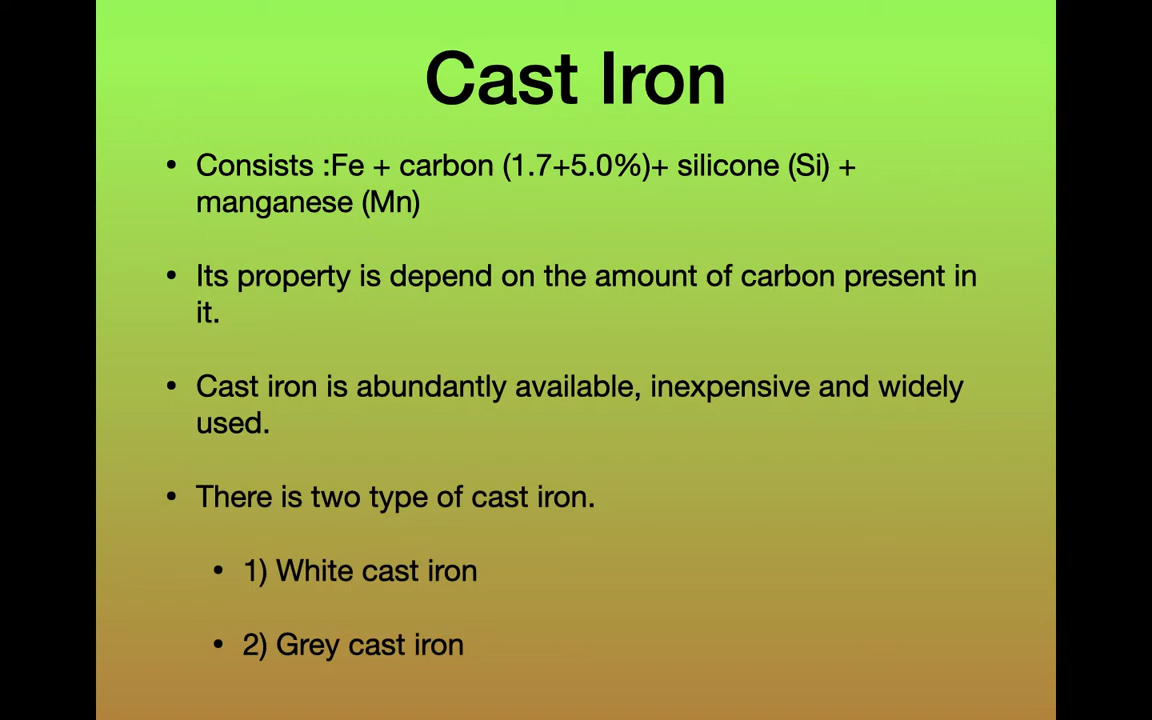 Cast Iron
• Consists :Fe + carbon (1.7+5.0%)+ silicone (Si) +
manganese (Mn)
• Its property is depend on the amount of carbon present in
it.
• Cast iron is abundantly available, inexpensive and widely
used.
• There is two type of cast iron.
• 1) White cast iron
• 2) Grey cast iron